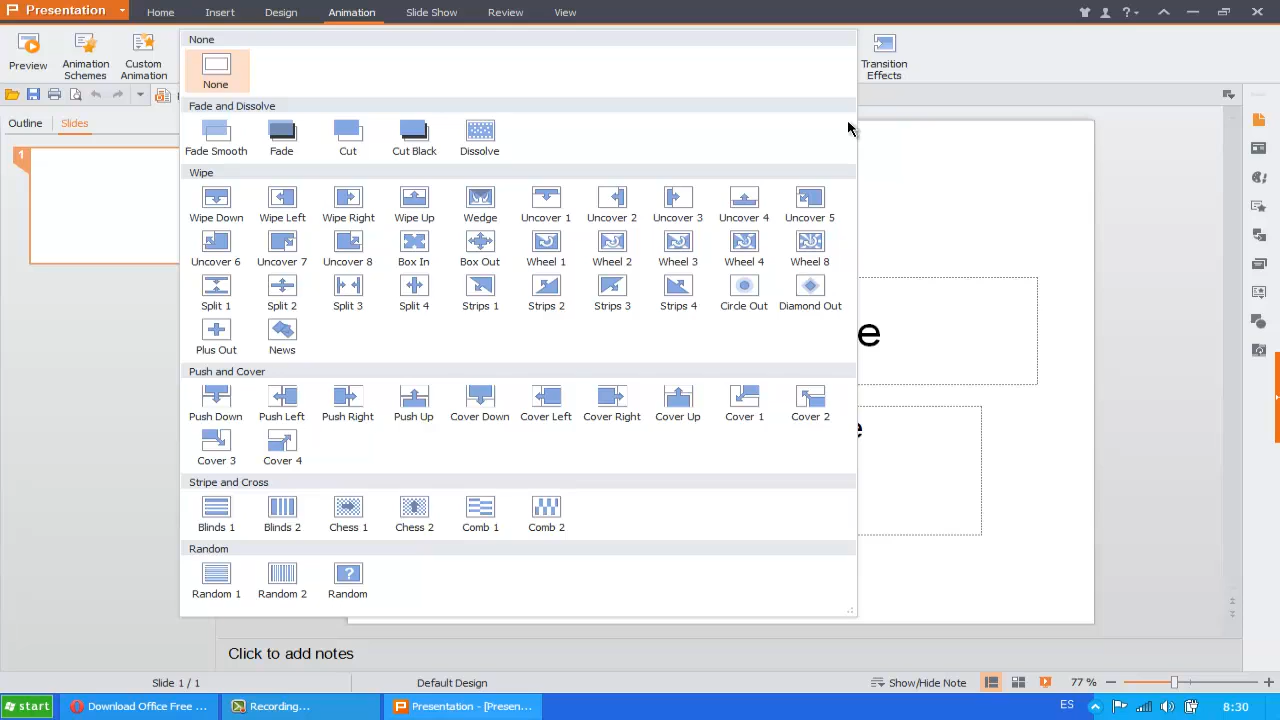 Presentation Home Insert Design Animation Slide Show Review View
Preview
Animation Schemes
Custom Animation
Transition Effects
Outline Slides
1
None
None
Fade and Dissolve
Fade Smooth Fade Cut Cut Black Dissolve
Wipe
Wipe Down Wipe Left Wipe Right Wipe Up Wedge Uncover 1 Uncover 2 Uncover 3 Uncover 4 Uncover 5
Uncover 6 Uncover 7 Uncover 8 Box In Box Out Wheel 1 Wheel 2 Wheel 3 Wheel 4 Wheel 8
Split 1 Split 2 Split 3 Split 4 Strips 1 Strips 2 Strips 3 Strips 4 Circle Out Diamond Out
Plus Out News
Push and Cover
Push Down Push Left Push Right Push Up Cover Down Cover Left Cover Right Cover Up Cover 1 Cover 2
Cover 3 Cover 4
Stripe and Cross
Blinds 1 Blinds 2 Chess 1 Chess 2 Comb 1 Comb 2
Random
Random 1 Random 2 Random
e
e
Click to add notes
Slide 1 / 1 Default Design Show/Hide Note 77 %
start Download Office Free ... Recording... Presentation - [Presen... ES 8:30